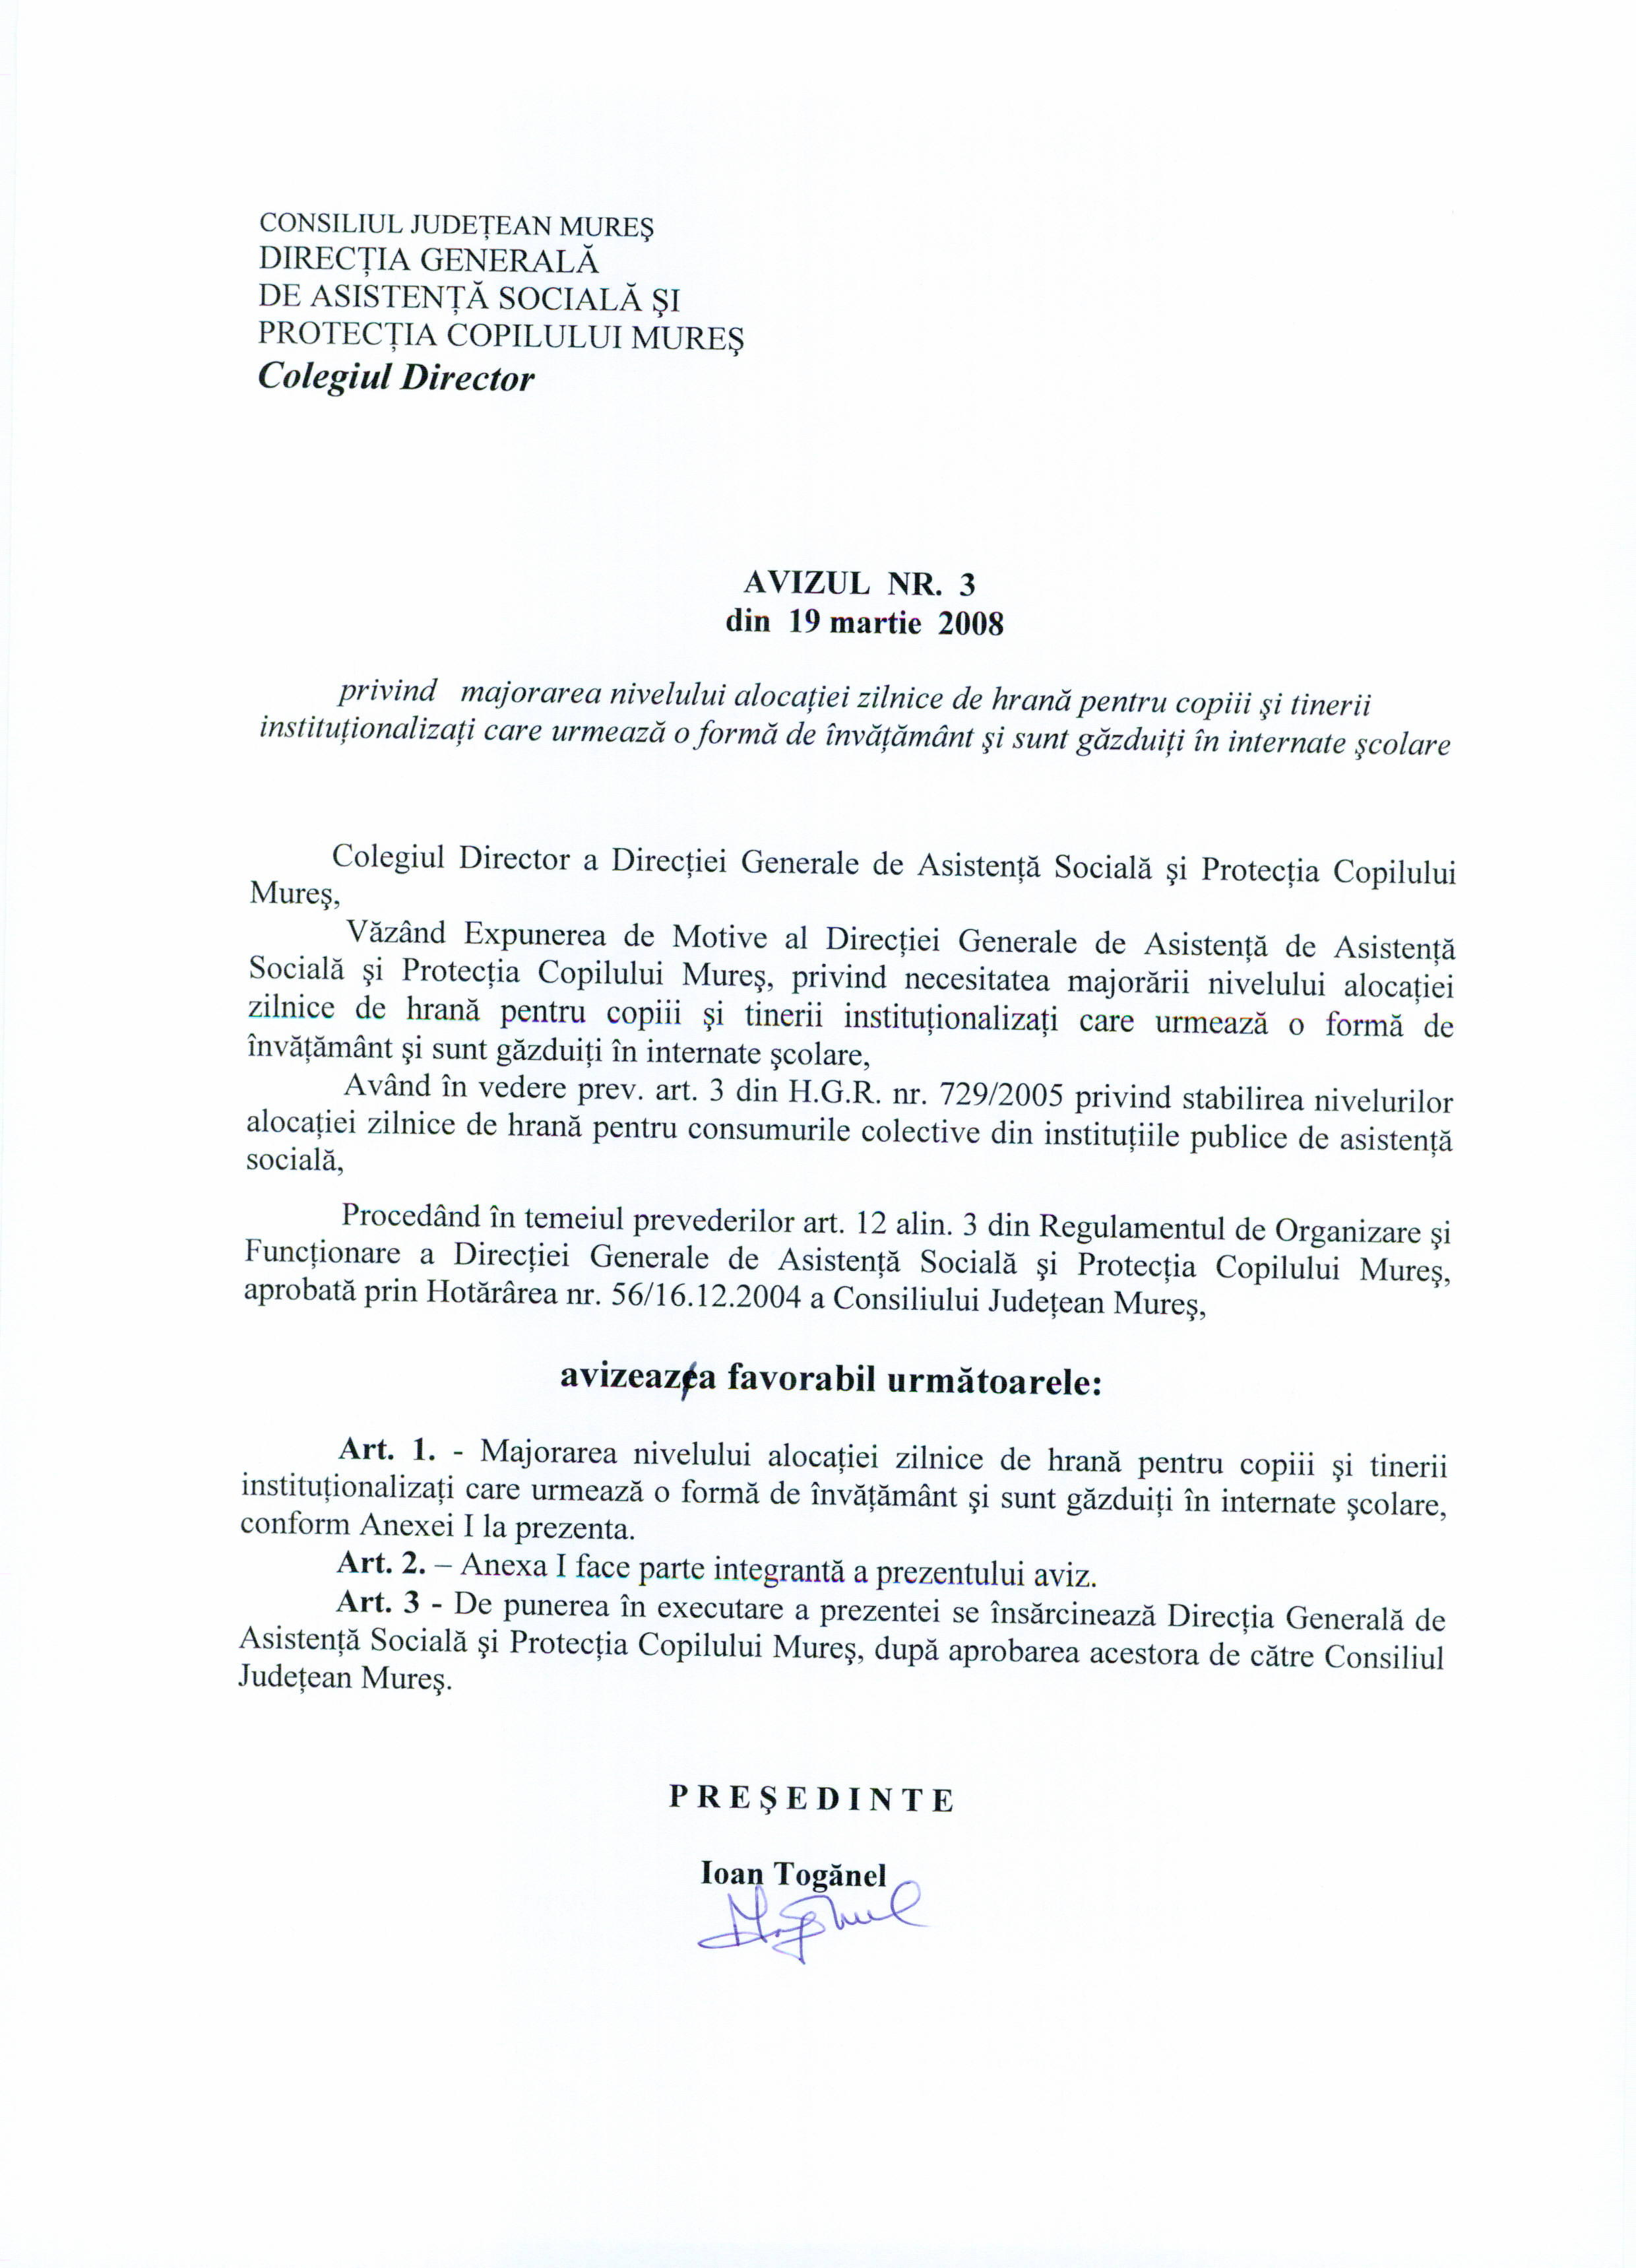 CONSILIUL JUDEȚEAN MUREŞ
DIRECȚIA GENERALĂ
DE ASISTENȚĂ SOCIALĂ ŞI
PROTECȚIA COPILULUI MUREŞ
Colegiul Director
AVIZUL NR. 3
din 19 martie 2008
privind majorarea nivelului alocației zilnice de hrană pentru copiii şi tinerii
instituționalizați care urmează o formă de învățământ şi sunt găzduiți în internate şcolare
Colegiul Director a Direcției Generale de Asistență Socială şi Protecția Copilului
Mureş,
Văzând Expunerea de Motive al Direcției Generale de Asistență de Asistență
Socială şi Protecția Copilului Mureş, privind necesitatea majorării nivelului alocației
zilnice de hrană pentru copiii şi tinerii instituționalizați care urmează o formă de
învățământ şi sunt găzduiți în internate şcolare,
Având în vedere prev. art. 3 din H.G.R. nr. 729/2005 privind stabilirea nivelurilor
alocației zilnice de hrană pentru consumurile colective din instituțiile publice de asistență
socială,
Procedând în temeiul prevederilor art. 12 alin. 3 din Regulamentul de Organizare şi
Funcționare a Direcției Generale de Asistență Socială şi Protecția Copilului Mureş,
aprobată prin Hotărârea nr. 56/16.12.2004 a Consiliului Județean Mureş,
avizeazea favorabil următoarele:
Art. 1. - Majorarea nivelului alocației zilnice de hrană pentru copiii şi tinerii
instituționalizați care urmează o formă de învățământ şi sunt găzduiți în internate şcolare,
conform Anexei I la prezenta.
Art. 2. – Anexa I face parte integrantă a prezentului aviz.
Art. 3 - De punerea în executare a prezentei se însărcinează Direcția Generală de
Asistență Socială şi Protecția Copilului Mureş, după aprobarea acestora de către Consiliul
Județean Mureş.
P R E Ş E D I N T E
Ioan Togănel